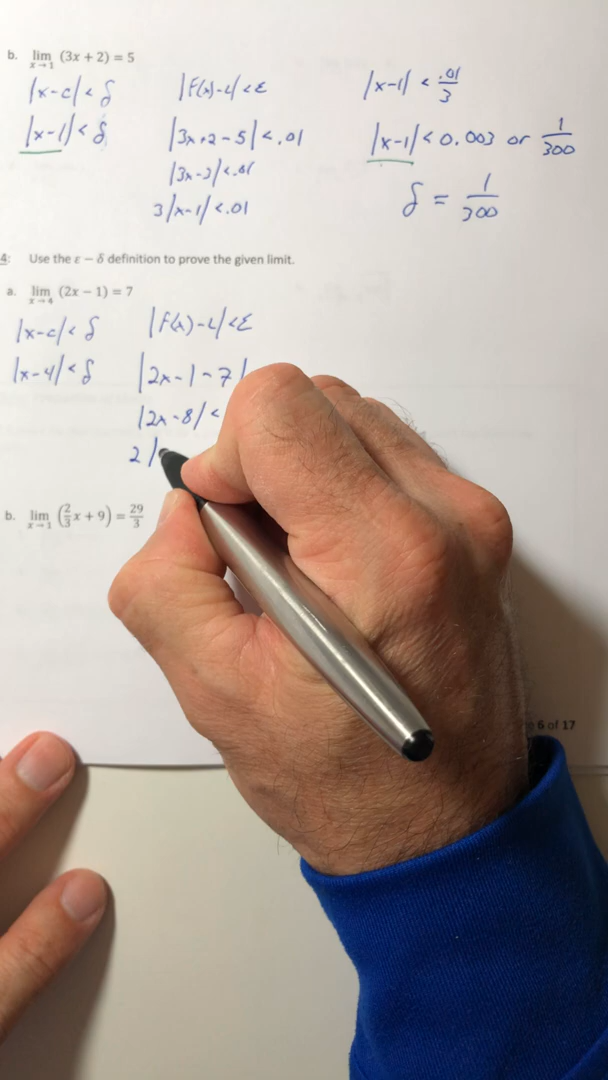 b. lim x→1 (3x + 2) = 5
|x-c| < δ |f(x)-L| < ε |x-1| < .01/3
|x-1| < δ |3x+2-5| < .01 |x-1| < 0.003 or 1/300
|3x-3| < .01
3|x-1| < .01 δ = 1/300
4: Use the ε – δ definition to prove the given limit.
a. lim x→4 (2x – 1) = 7
|x-c| < δ |f(x)-L| < ε
|x-4| < δ |2x-1-7|
|2x-8| <
2|
b. lim x→1 (2/3 x + 9) = 29/3
6 of 17